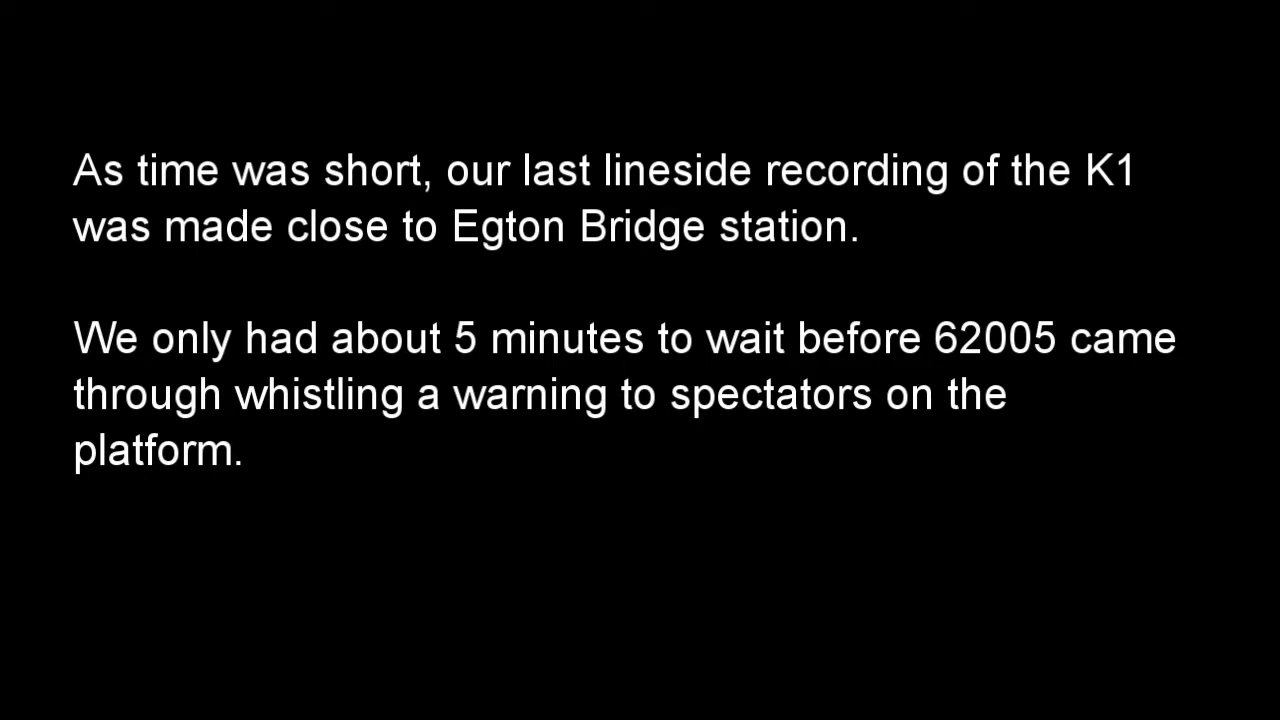 As time was short, our last lineside recording of the K1
was made close to Egton Bridge station.
We only had about 5 minutes to wait before 62005 came
through whistling a warning to spectators on the
platform.